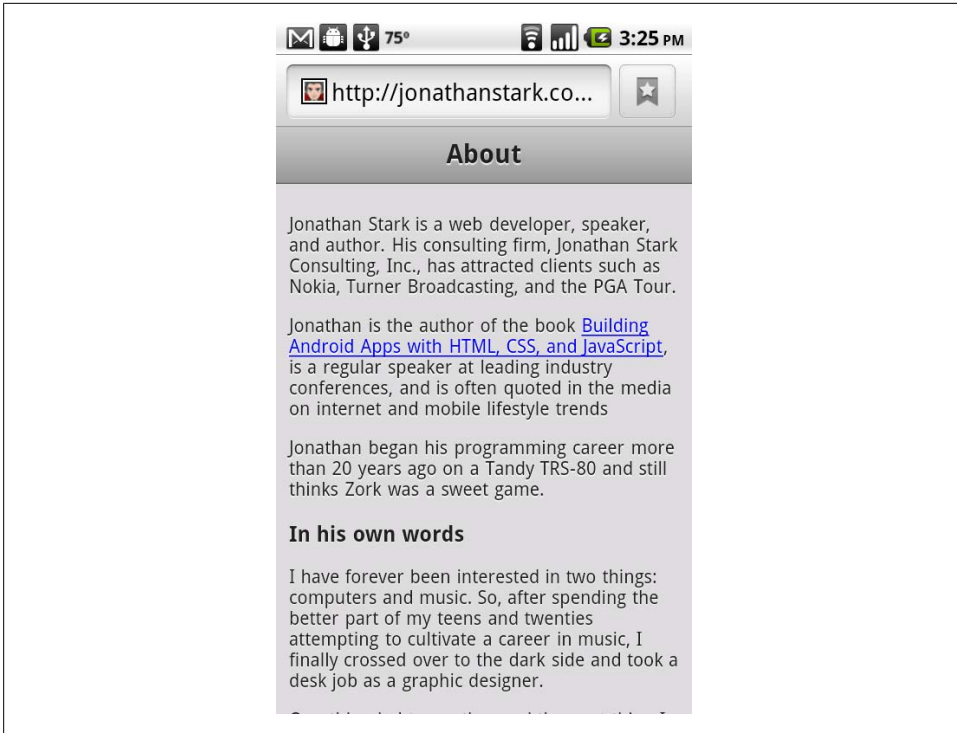 75°
3:25 PM
http://jonathanstark.co...
About
Jonathan Stark is a web developer, speaker,
and author. His consulting firm, Jonathan Stark
Consulting, Inc., has attracted clients such as
Nokia, Turner Broadcasting, and the PGA Tour.
Jonathan is the author of the book Building
Android Apps with HTML, CSS, and JavaScript,
is a regular speaker at leading industry
conferences, and is often quoted in the media
on internet and mobile lifestyle trends
Jonathan began his programming career more
than 20 years ago on a Tandy TRS-80 and still
thinks Zork was a sweet game.
In his own words
I have forever been interested in two things:
computers and music. So, after spending the
better part of my teens and twenties
attempting to cultivate a career in music, I
finally crossed over to the dark side and took a
desk job as a graphic designer.